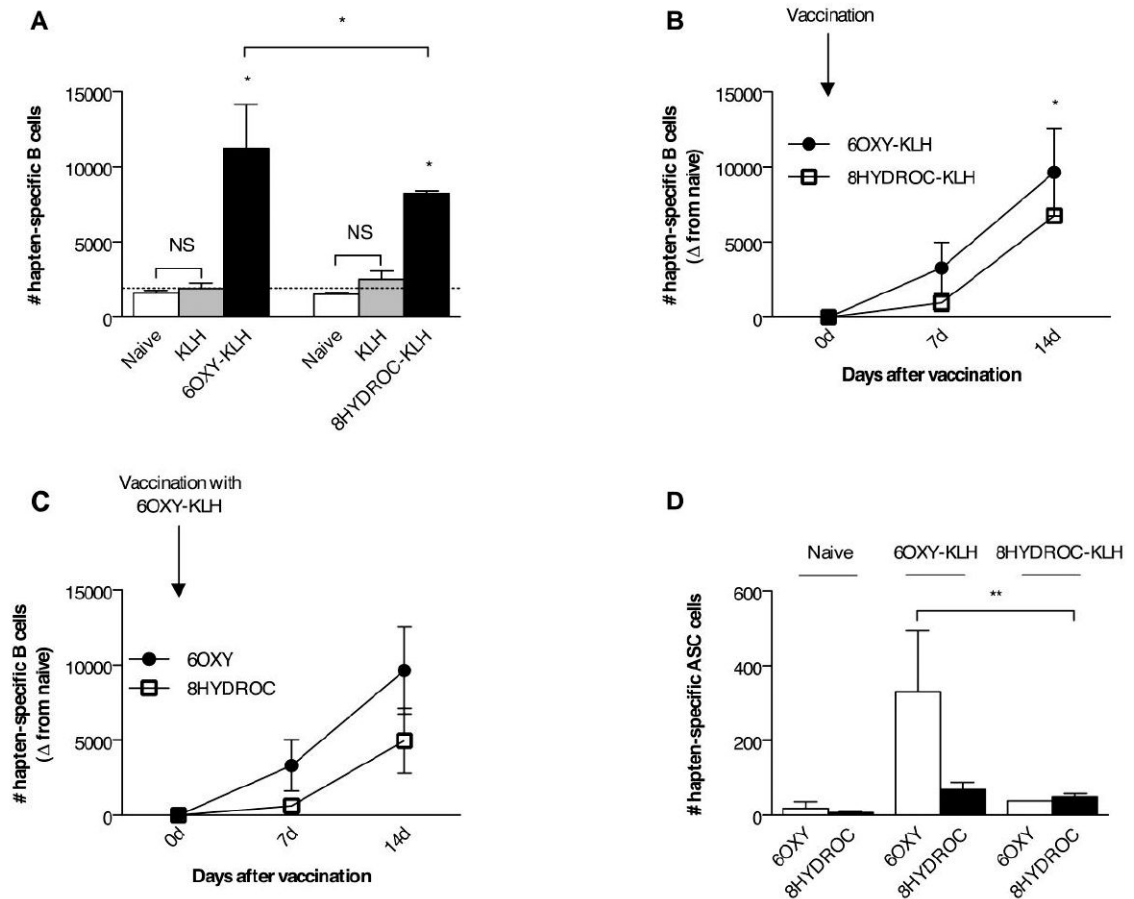 A
*
*
*
NS
NS
15000
10000
5000
0
# hapten-specific B cells
Naive
KLH
6OXY-KLH
Naive
KLH
8HYDROC-KLH
B
Vaccination
*
15000
10000
5000
0
# hapten-specific B cells
(Δ from naive)
6OXY-KLH
8HYDROC-KLH
0d
7d
14d
Days after vaccination
C
Vaccination with
6OXY-KLH
15000
10000
5000
0
# hapten-specific B cells
(Δ from naive)
6OXY
8HYDROC
0d
7d
14d
Days after vaccination
D
Naive
6OXY-KLH
8HYDROC-KLH
**
600
400
200
0
# hapten-specific ASC cells
6OXY
8HYDROC
6OXY
8HYDROC
6OXY
8HYDROC